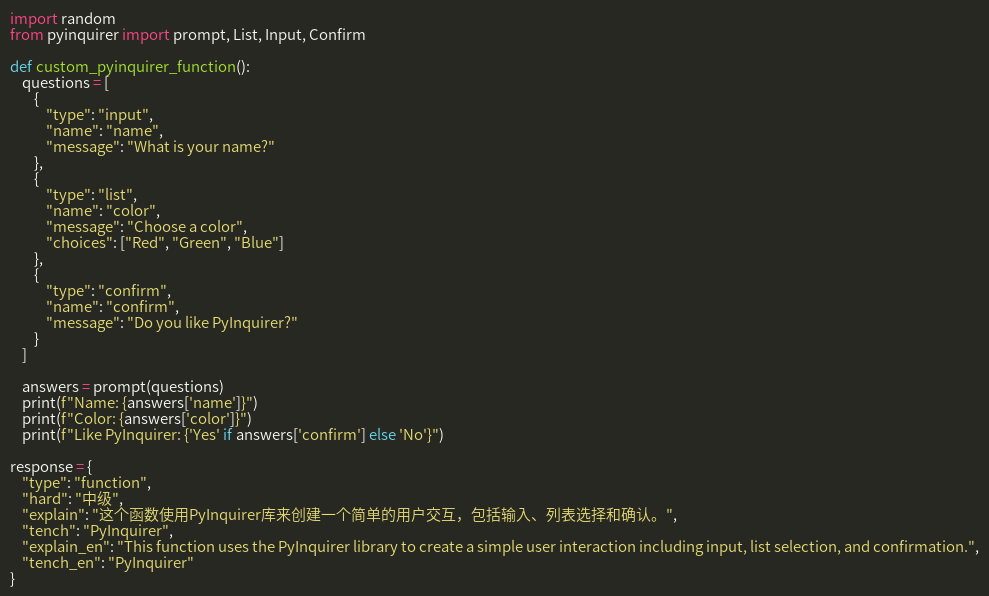 import random
from pyinquirer import prompt, List, Input, Confirm

def custom_pyinquirer_function():
    questions = [
        {
            "type": "input",
            "name": "name",
            "message": "What is your name?"
        },
        {
            "type": "list",
            "name": "color",
            "message": "Choose a color",
            "choices": ["Red", "Green", "Blue"]
        },
        {
            "type": "confirm",
            "name": "confirm",
            "message": "Do you like PyInquirer?"
        }
    ]

    answers = prompt(questions)
    print(f"Name: {answers['name']}")
    print(f"Color: {answers['color']}")
    print(f"Like PyInquirer: {'Yes' if answers['confirm'] else 'No'}")

response = {
    "type": "function",
    "hard": "中级",
    "explain": "这个函数使用PyInquirer库来创建一个简单的用户交互，包括输入、列表选择和确认。",
    "tench": "PyInquirer",
    "explain_en": "This function uses the PyInquirer library to create a simple user interaction including input, list selection, and confirmation.",
    "tench_en": "PyInquirer"
}